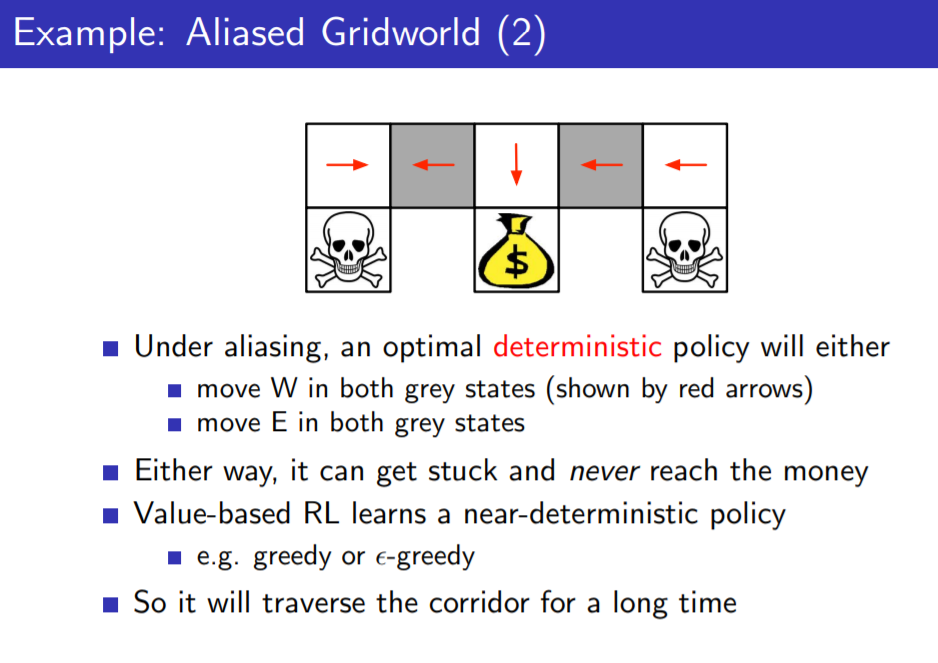 Example: Aliased Gridworld (2)
$
Under aliasing, an optimal deterministic policy will either
move W in both grey states (shown by red arrows)
move E in both grey states
Either way, it can get stuck and never reach the money
Value-based RL learns a near-deterministic policy
e.g. greedy or ϵ-greedy
So it will traverse the corridor for a long time